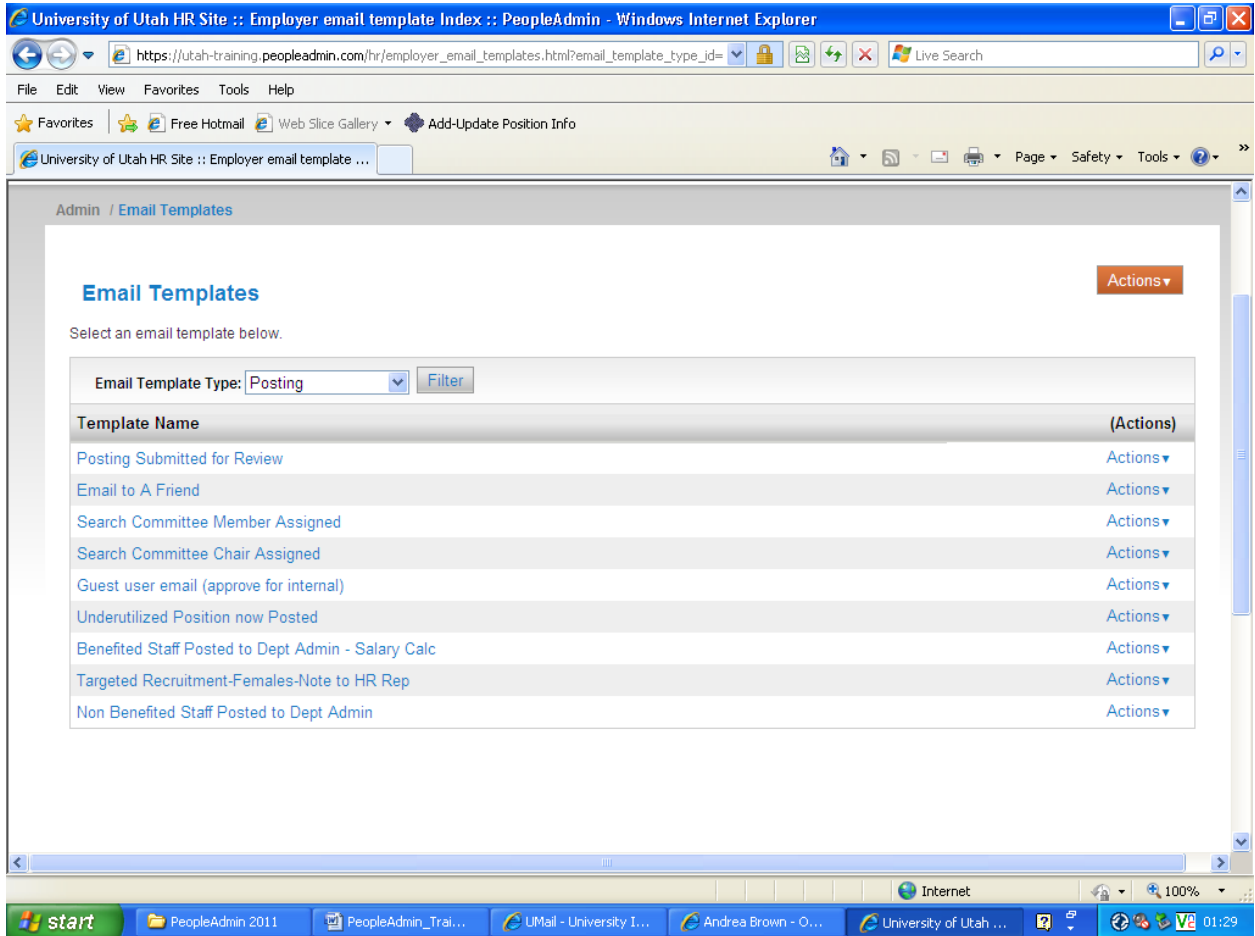 University of Utah HR Site :: Employer email template Index :: PeopleAdmin - Windows Internet Explorer
https://utah-training.peopleadmin.com/hr/employer_email_templates.html?email_template_type_id= Live Search
File Edit View Favorites Tools Help
Favorites Free Hotmail Web Slice Gallery Add-Update Position Info
University of Utah HR Site :: Employer email template ... Page Safety Tools »
Admin / Email Templates
Actions
Email Templates
Select an email template below.
Email Template Type: Posting Filter
Template Name (Actions)
Posting Submitted for Review Actions
Email to A Friend Actions
Search Committee Member Assigned Actions
Search Committee Chair Assigned Actions
Guest user email (approve for internal) Actions
Underutilized Position now Posted Actions
Benefited Staff Posted to Dept Admin - Salary Calc Actions
Targeted Recruitment-Females-Note to HR Rep Actions
Non Benefited Staff Posted to Dept Admin Actions
Internet 100%
start PeopleAdmin 2011 PeopleAdmin_Trai... UMail - University I... Andrea Brown - O... University of Utah ... 01:29